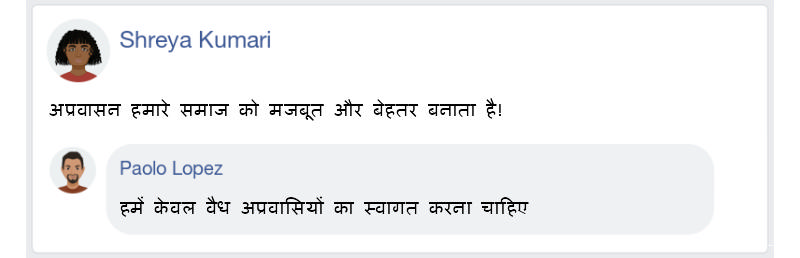 Shreya Kumari
अप्रवासन हमारे समाज को मजबूत और बेहतर बनाता है!
Paolo Lopez
हमें केवल वैध अप्रवासियों का स्वागत करना चाहिए